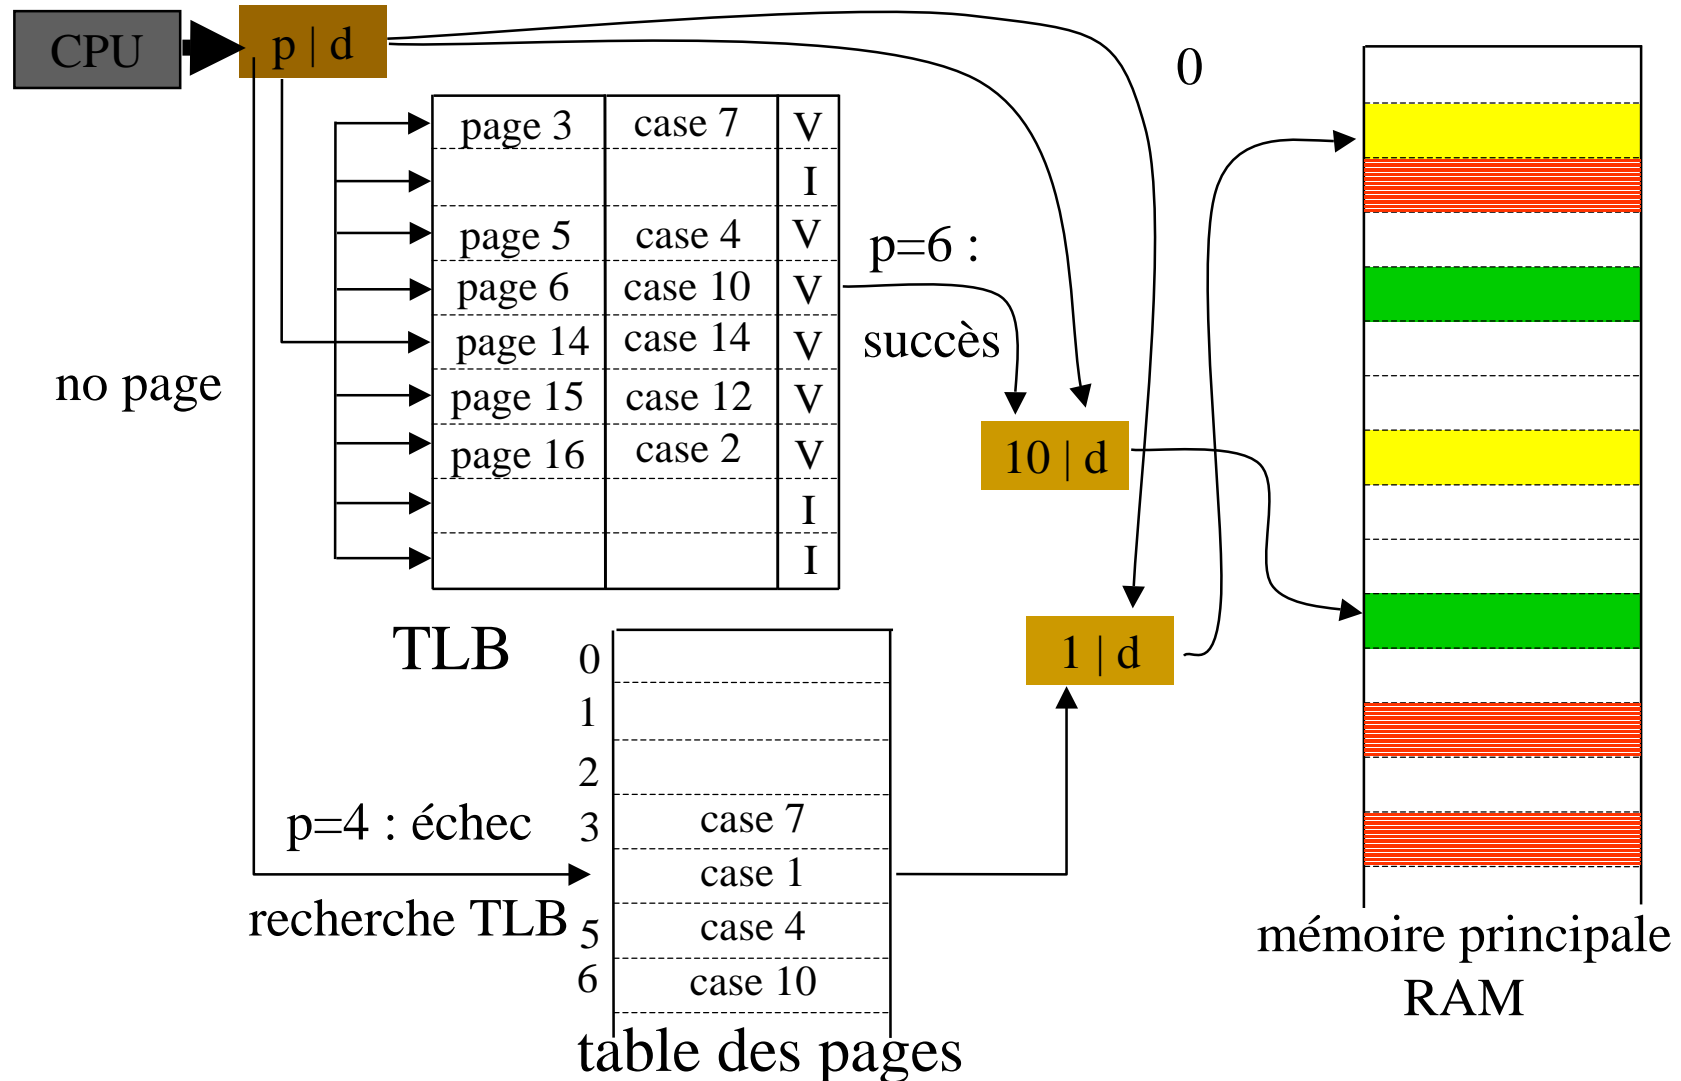 CPU
p | d
0
page 3 case 7 V
I
page 5 case 4 V
page 6 case 10 V
page 14 case 14 V
page 15 case 12 V
page 16 case 2 V
I
I
p=6 :
succès
no page
10 | d
TLB
1 | d
0
1
2
3 case 7
case 1
5 case 4
6 case 10
p=4 : échec
recherche TLB
table des pages
mémoire principale
RAM